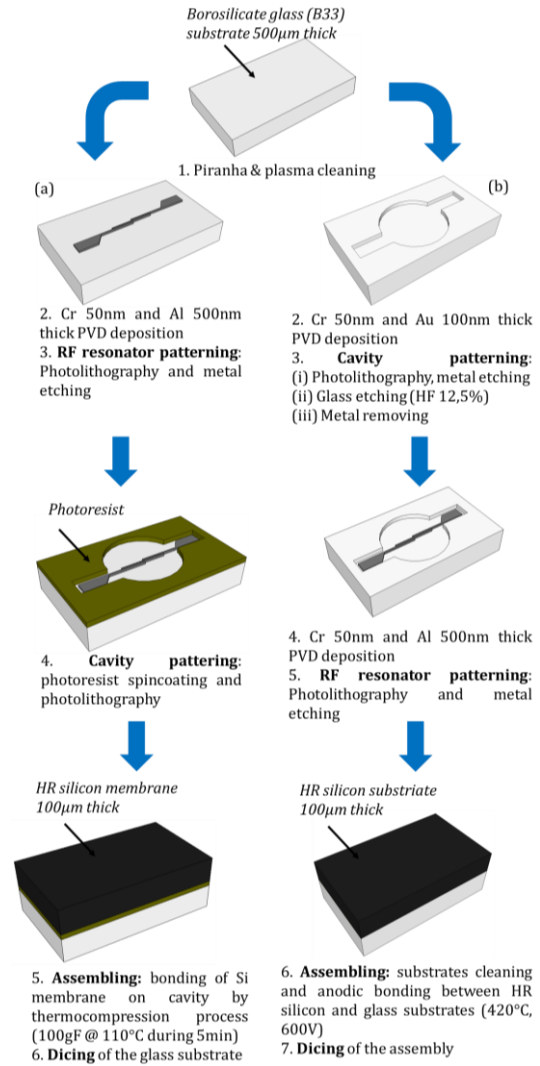 Borosilicate glass (B33)
substrate 500µm thick
1. Piranha & plasma cleaning
(a)
2. Cr 50nm and Al 500nm
thick PVD deposition
3. RF resonator patterning:
Photolithography and metal
etching
Photoresist
4. Cavity pattering:
photoresist spincoating and
photolithography
HR silicon membrane
100µm thick
5. Assembling: bonding of Si
membrane on cavity by
thermocompression process
(100gF @ 110°C during 5min)
6. Dicing of the glass substrate
(b)
2. Cr 50nm and Au 100nm thick
PVD deposition
3. Cavity patterning:
(i) Photolithography, metal etching
(ii) Glass etching (HF 12,5%)
(iii) Metal removing
4. Cr 50nm and Al 500nm thick
PVD deposition
5. RF resonator patterning:
Photolithography and metal
etching
HR silicon substriate
100µm thick
6. Assembling: substrates cleaning
and anodic bonding between HR
silicon and glass substrates (420°C,
600V)
7. Dicing of the assembly